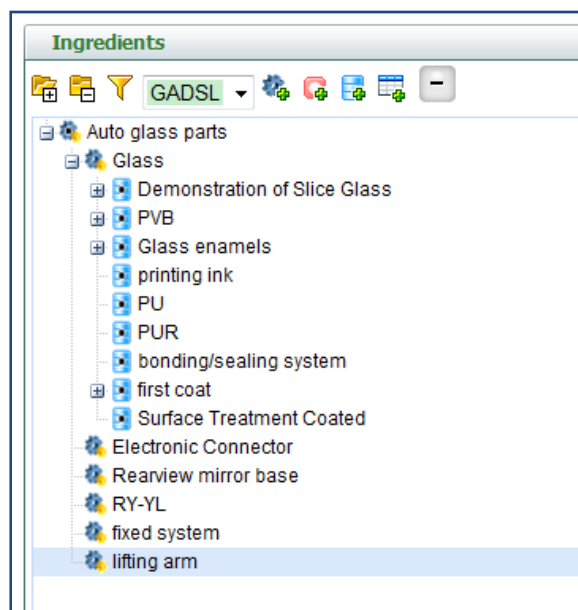 Ingredients
GADSL
Auto glass parts
Glass
Demonstration of Slice Glass
PVB
Glass enamels
printing ink
PU
PUR
bonding/sealing system
first coat
Surface Treatment Coated
Electronic Connector
Rearview mirror base
RY-YL
fixed system
lifting arm